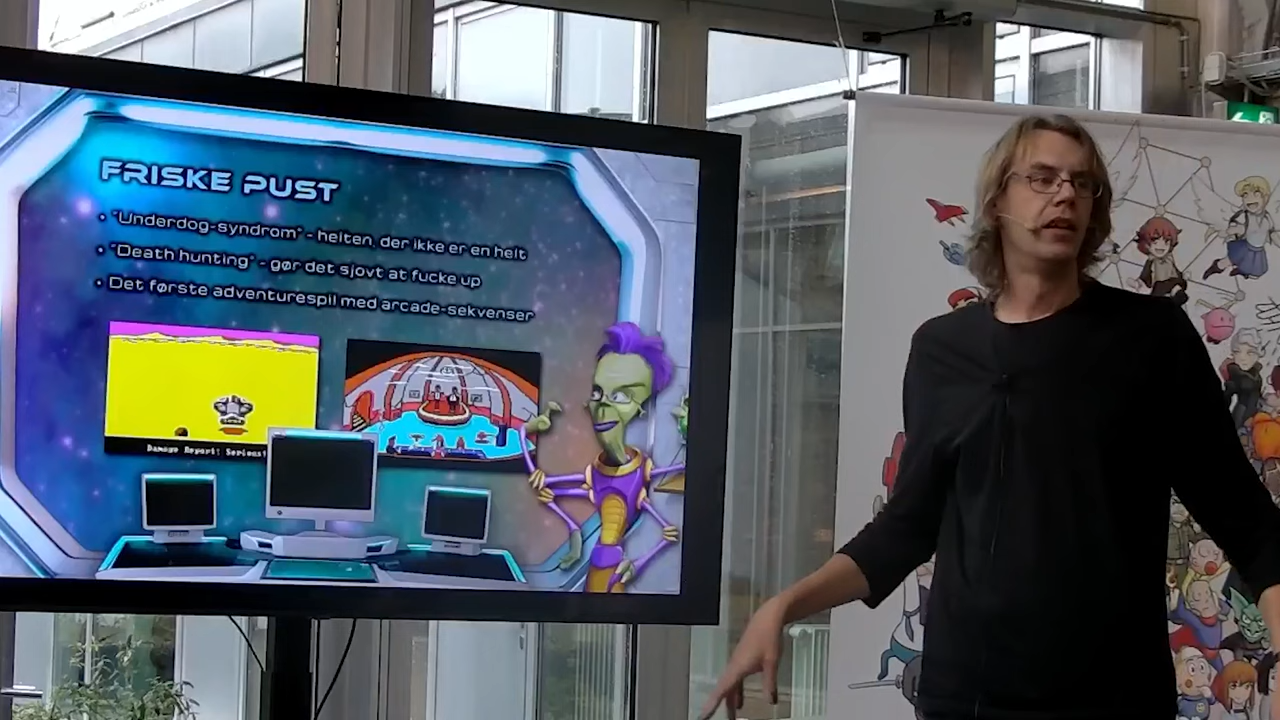 FRISKE PUST
• "Underdog-syndrom" - helten, der ikke er en helt
• "Death hunting" - gør det sjovt at fucke up
• Det første adventurespil med arcade-sekvenser
Damage Report: Serious